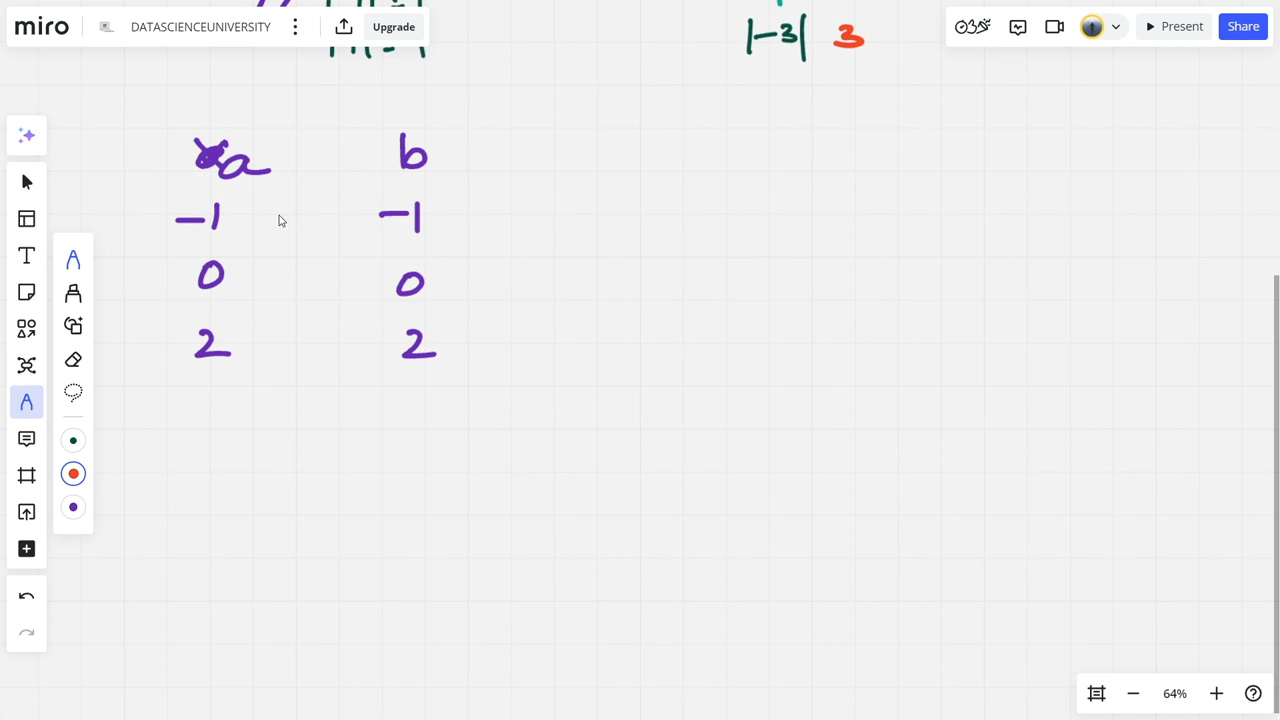 miro DATASCIENCEUNIVERSITY Upgrade Present Share
|-3| 3
a b
-1 -1
0 0
2 2
64%